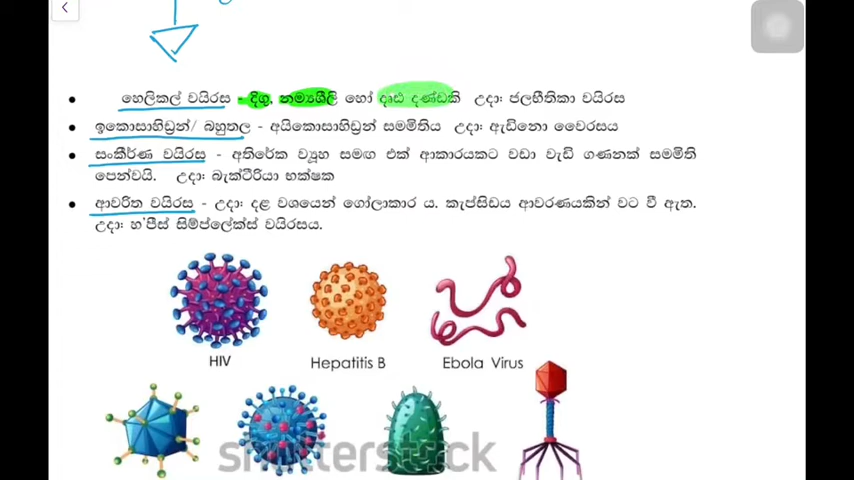 හෙලිකල් වයිරස - දිගු, නම්‍යශීලි හෝ දෘඪ දණ්ඩකි උදා: ජලභීතිකා වයිරස
ඉකොසාහිඩ්‍රන්/ බහුතල - අයිකොසාහිඩ්‍රන් සමමිතිය උදා: ඇඩිනො වෛරසය
සංකීර්ණ වයිරස - අතිරේක ව්‍යුහ සමඟ එක් ආකාරයකට වඩා වැඩි ගණනක් සමමිති
පෙන්වයි. උදා: බැක්ටීරියා භක්ෂක
ආවරිත වයිරස - උදා: දළ වශයෙන් ගෝලාකාර ය. කැප්සිඩය ආවරණයකින් වට වී ඇත.
උදා: හ'පීස් සිම්ප්ලේක්ස් වයිරසය.
HIV Hepatitis B Ebola Virus
shutterstock